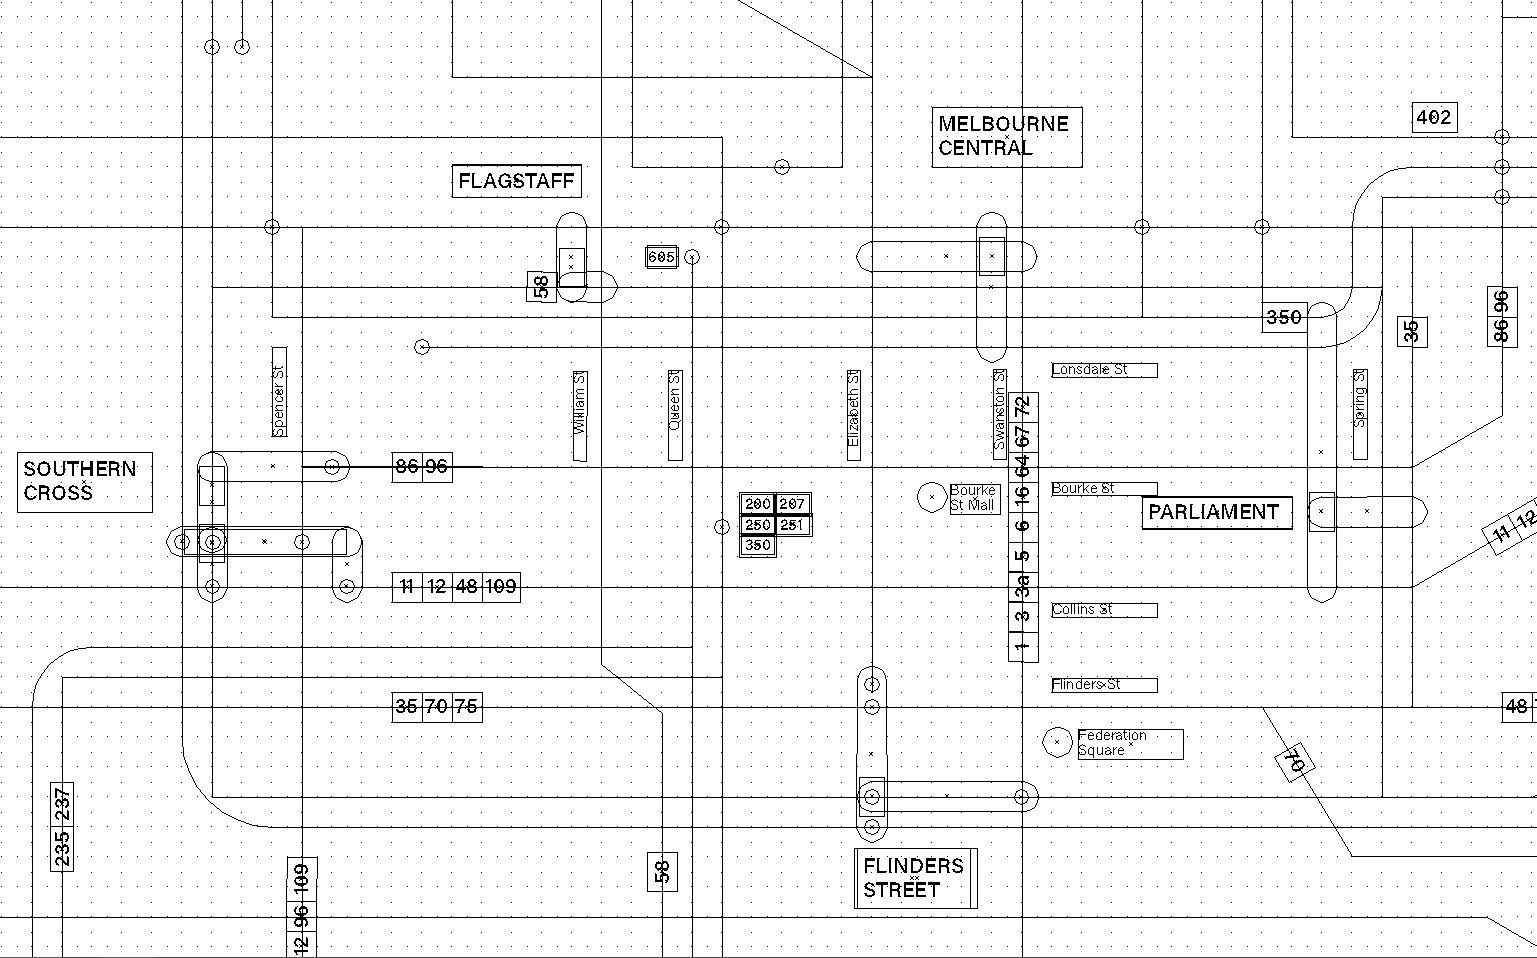 402
MELBOURNE
CENTRAL
FLAGSTAFF
605
58
350
35
86 96
Spencer St
William St
Queen St
Elizabeth St
Swanston St
Lonsdale St
Spring St
SOUTHERN
CROSS
86 96
1 3 3a 5 6 16 64 67 72
Bourke
St Mall
Bourke St
PARLIAMENT
200 207
250 251
350
11 12
11 12 48 109
Collins St
Flinders St
35 70 75
48
Federation
Square
70
235 237
12 96 109
58
FLINDERS
STREET